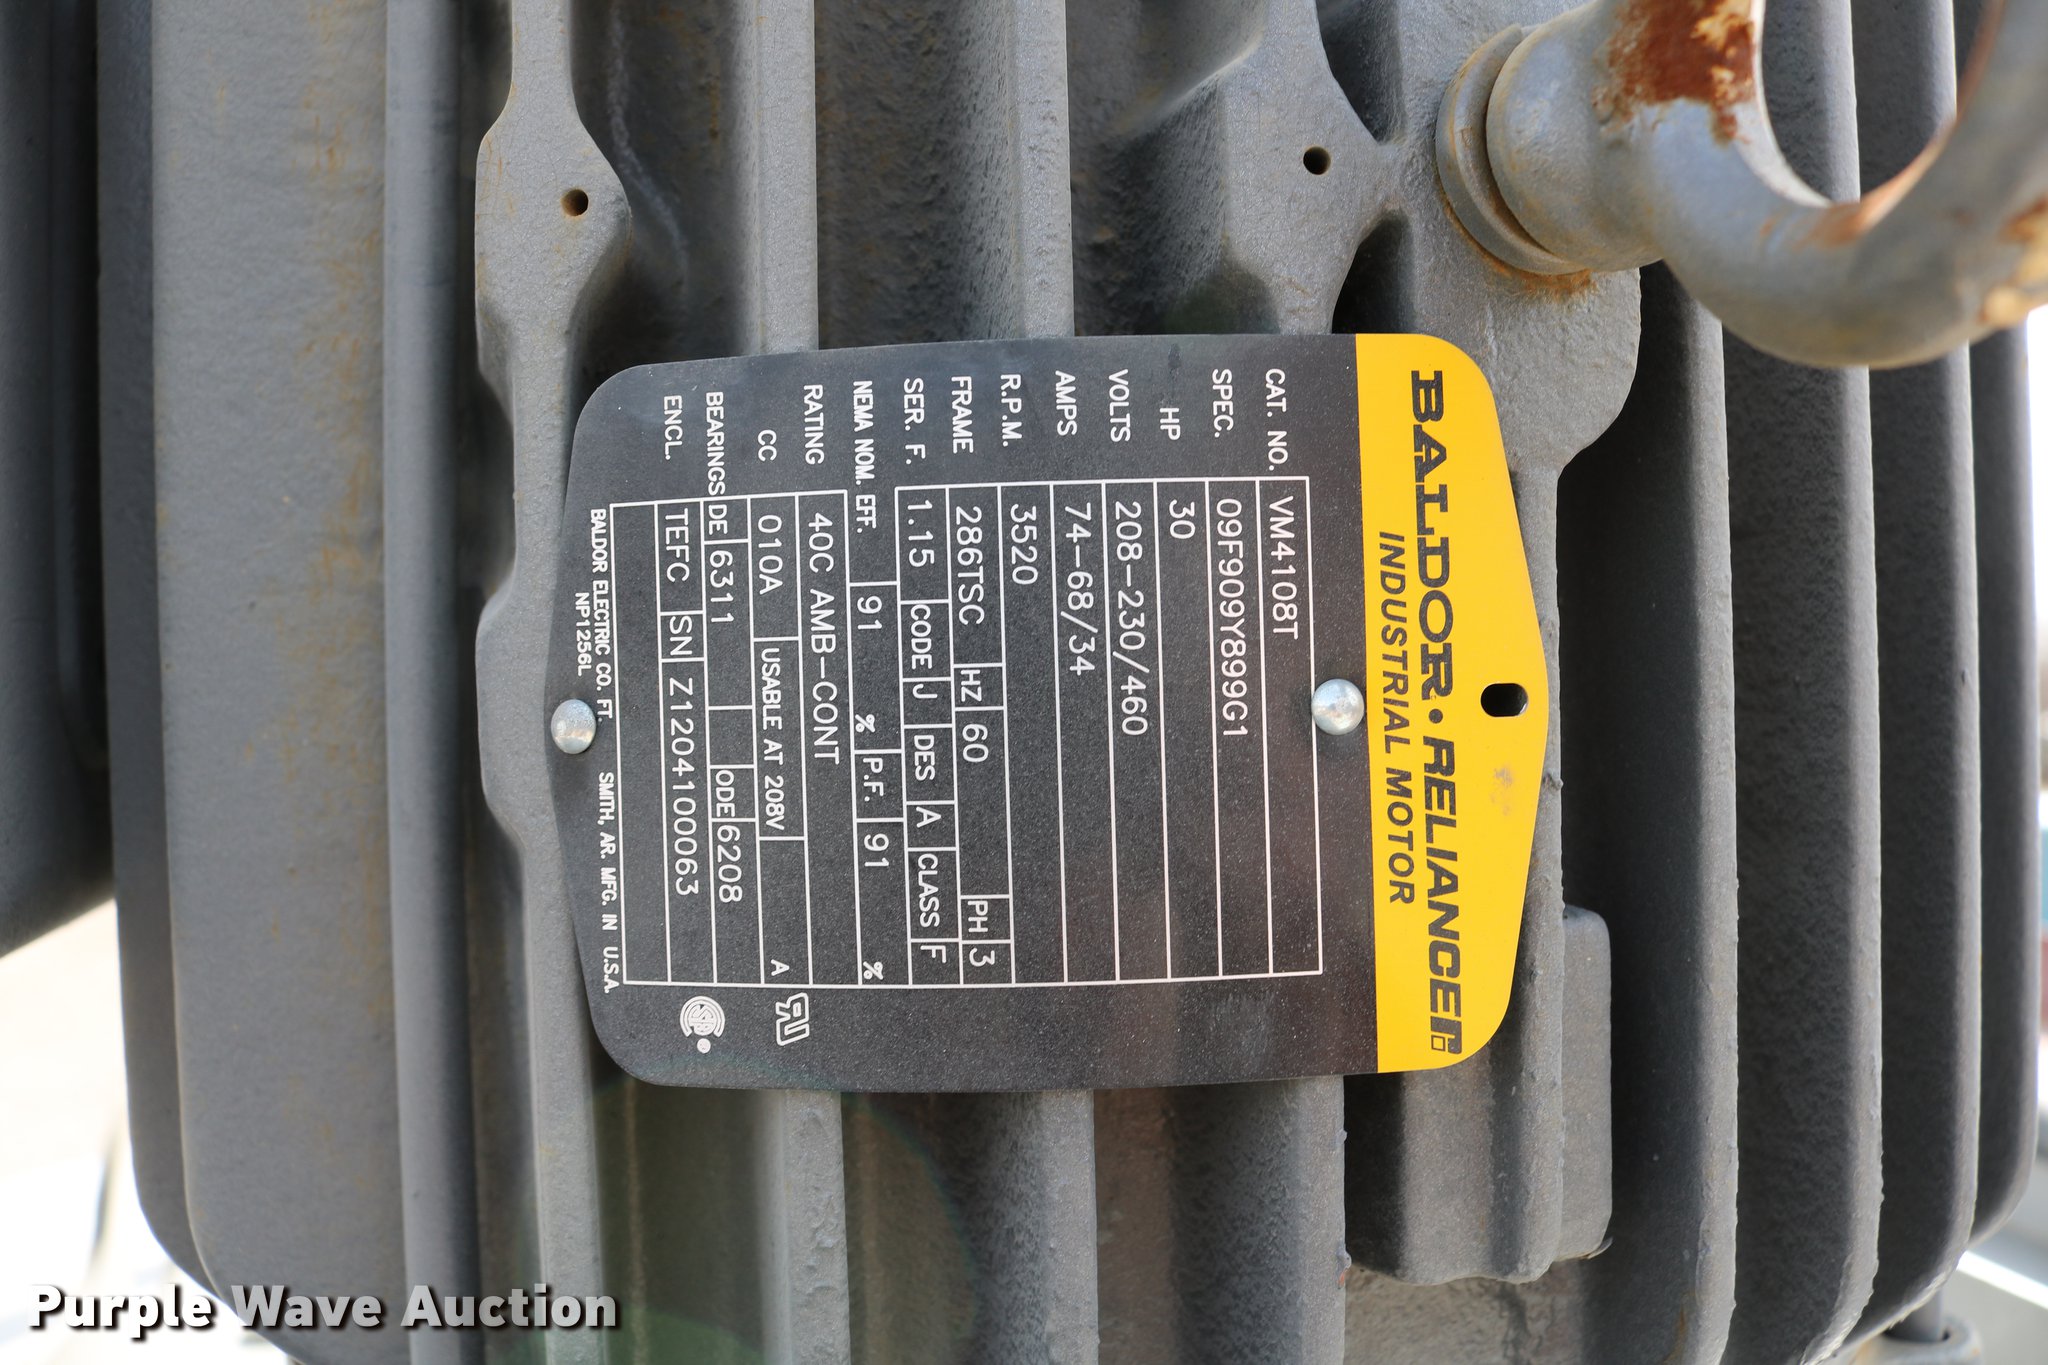 BALDOR • RELIANCER
INDUSTRIAL MOTOR
CAT. NO. VM4108T
SPEC. 09F909Y899G1
HP 30
VOLTS 208-230/460
AMPS 74-68/34
R.P.M. 3520
FRAME 286TSC HZ 60 PH 3
SER. F. 1.15 CODE J DES A CLASS F
NEMA NOM. EFF. 91 % P.F. 91 %
RATING 40C AMB-CONT
CC 010A USABLE AT 208V A
BEARINGS DE 6311 ODE 6208
ENCL. TEFC SN Z1204100063
BALDOR ELECTRIC CO. FT. SMITH, AR. MFG. IN U.S.A.
NP1256L
Purple Wave Auction